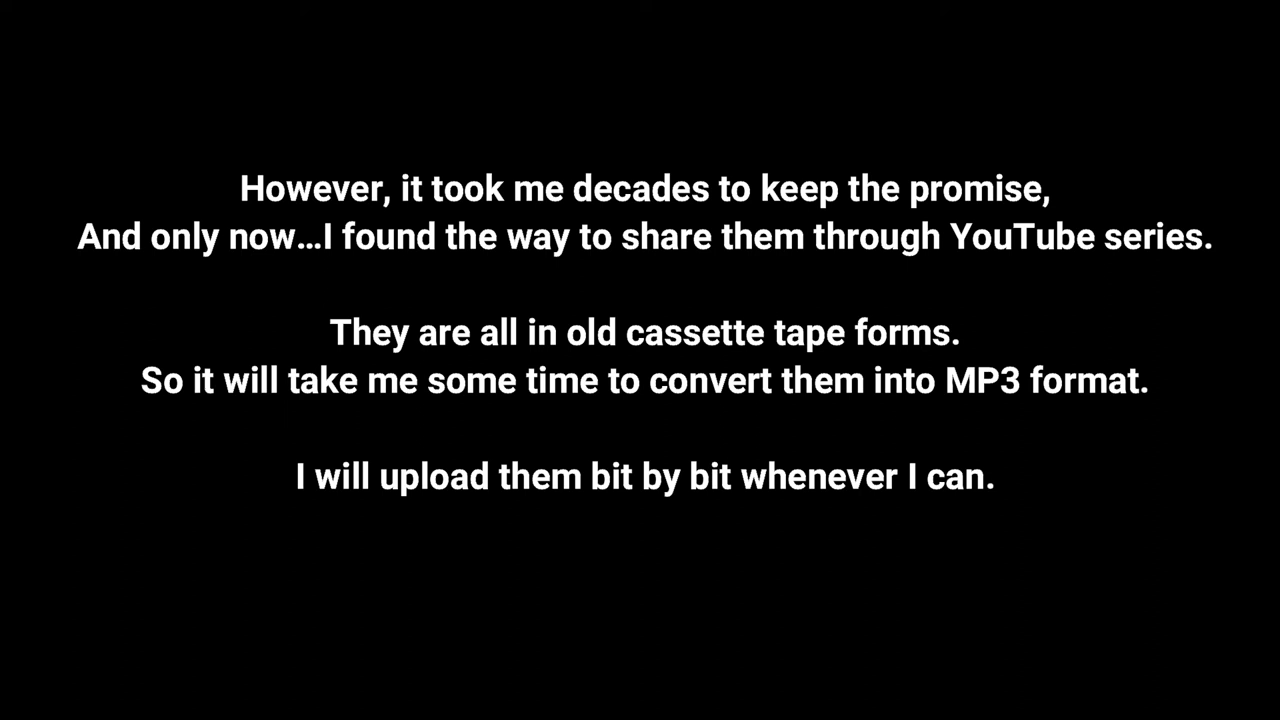 However, it took me decades to keep the promise,
And only now...I found the way to share them through YouTube series.
They are all in old cassette tape forms.
So it will take me some time to convert them into MP3 format.
I will upload them bit by bit whenever I can.